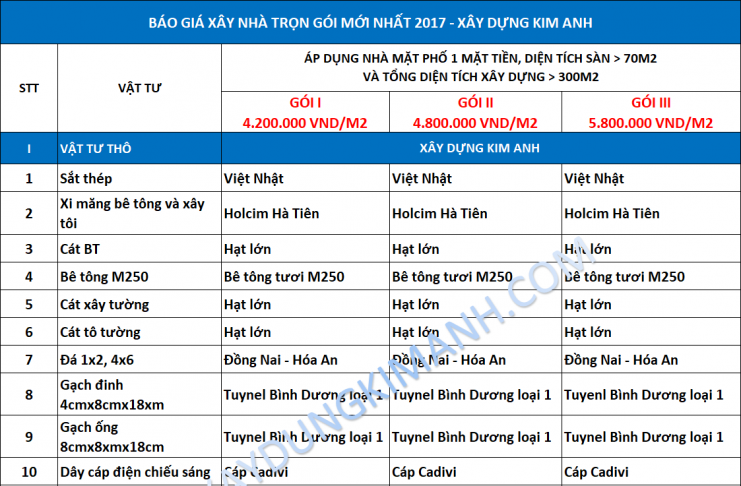 BÁO GIÁ XÂY NHÀ TRỌN GÓI MỚI NHẤT 2017 - XÂY DỰNG KIM ANH
STT
VẬT TƯ
ÁP DỤNG NHÀ MẶT PHỐ 1 MẶT TIỀN, DIỆN TÍCH SÀN > 70M2
VÀ TỔNG DIỆN TÍCH XÂY DỰNG > 300M2
GÓI I GÓI II GÓI III
4.200.000 VND/M2 4.800.000 VND/M2 5.800.000 VND/M2
I VẬT TƯ THÔ XÂY DỰNG KIM ANH
1 Sắt thép Việt Nhật Việt Nhật Việt Nhật
2 Xi măng bê tông và xây
tôi Holcim Hà Tiên Holcim Hà Tiên Holcim Hà Tiên
3 Cát BT Hạt lớn Hạt lớn Hạt lớn
4 Bê tông M250 Bê tông tươi M250 Bê tông tươi M250 Bê tông tươi M250
5 Cát xây tường Hạt lớn Hạt lớn Hạt lớn
6 Cát tô tường Hạt lớn Hạt lớn Hạt lớn
7 Đá 1x2, 4x6 Đồng Nai - Hóa An Đồng Nai - Hóa An Đồng Nai - Hóa An
8 Gạch đinh
4cmx8cmx18xm Tuynel Bình Dương loại 1 Tuynel Bình Dương loại 1 Tuyenl Bình Dương loại 1
9 Gạch ống
8cmx8xmx18cm Tuynel Bình Dương loại 1 Tuynel Bình Dương loại 1 Tuynel Bình Dương loại 1
10 Dây cáp điện chiếu sáng Cáp Cadivi Cáp Cadivi Cáp Cadivi
AYDUNGKIMANH.COM